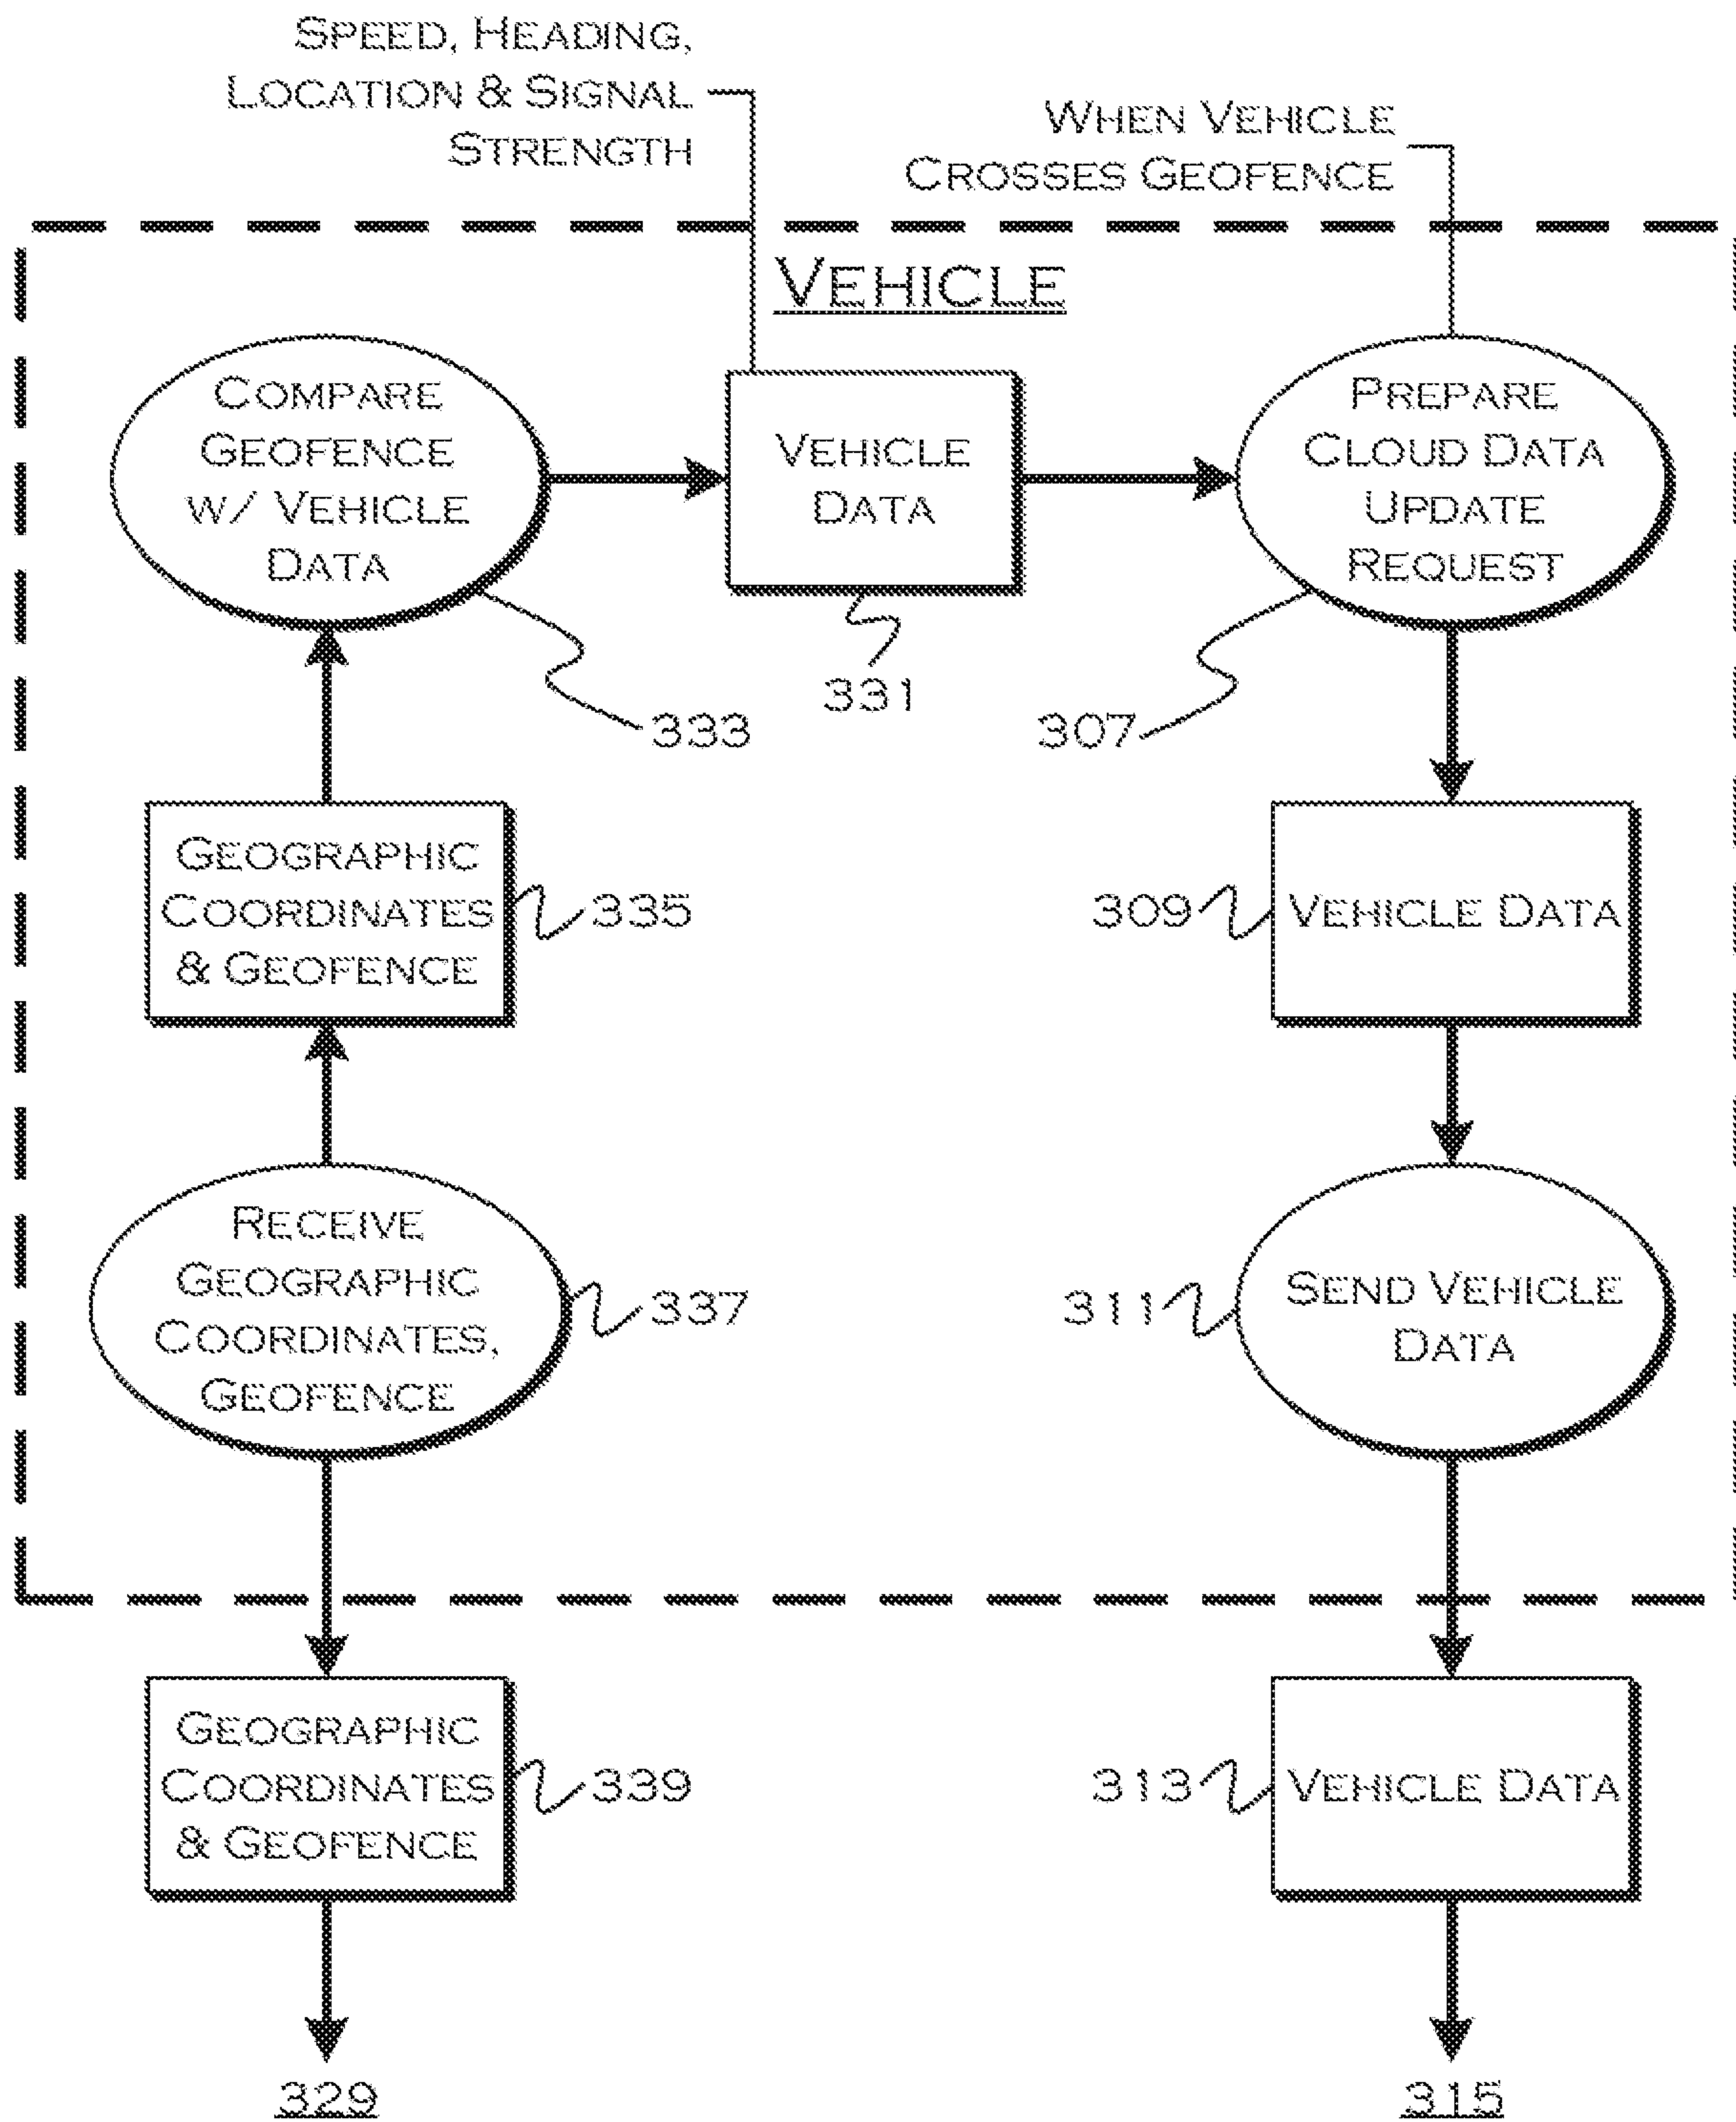 SPEED, HEADING,
LOCATION & SIGNAL
STRENGTH
WHEN VEHICLE
CROSSES GEOFENCE
VEHICLE
COMPARE
GEOFENCE
W/ VEHICLE
DATA
VEHICLE
DATA
PREPARE
CLOUD DATA
UPDATE
REQUEST
331
333
307
GEOGRAPHIC
COORDINATES
& GEOFENCE
335
309
VEHICLE DATA
RECEIVE
GEOGRAPHIC
COORDINATES,
GEOFENCE
337
311
SEND VEHICLE
DATA
GEOGRAPHIC
COORDINATES
& GEOFENCE
339
313
VEHICLE DATA
329
315